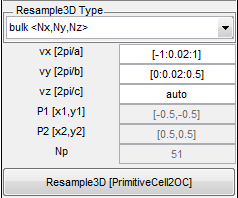 Resample3D Type
bulk <Nx,Ny,Nz>
vx [2pi/a] [-1:0.02:1]
vy [2pi/b] [0:0.02:0.5]
vz [2pi/c] auto
P1 [x1,y1] [-0.5,-0.5]
P2 [x2,y2] [0.5,0.5]
Np 51
Resample3D [PrimitiveCell2OC]